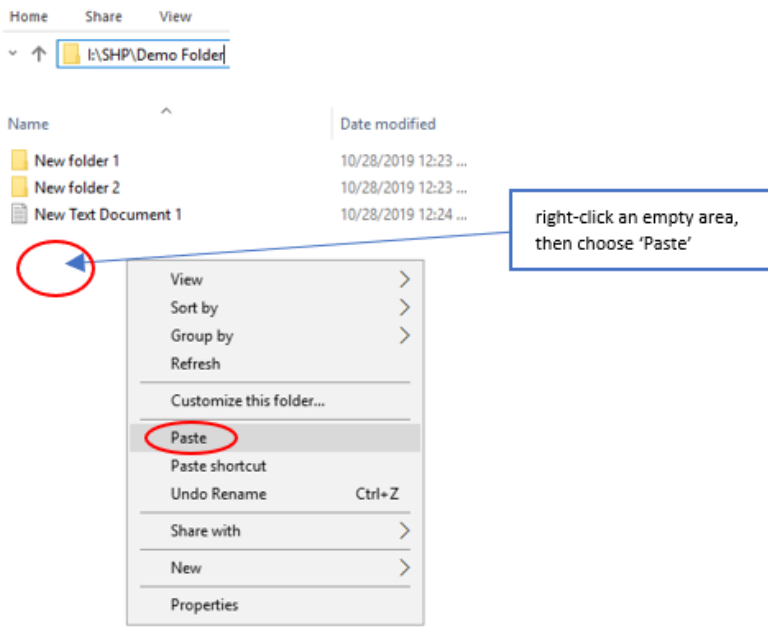 Home Share View
I:\SHP\Demo Folder
Name Date modified
New folder 1 10/28/2019 12:23 ...
New folder 2 10/28/2019 12:23 ...
New Text Document 1 10/28/2019 12:24 ...
right-click an empty area,
then choose ‘Paste’
View
Sort by
Group by
Refresh
Customize this folder...
Paste
Paste shortcut
Undo Rename Ctrl+Z
Share with
New
Properties